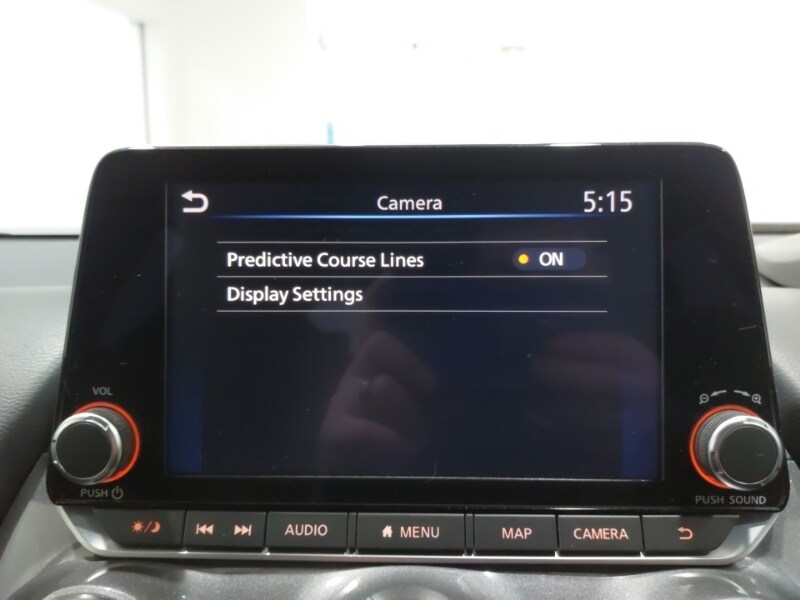 Camera 5:15
Predictive Course Lines ON
Display Settings
VOL
PUSH
PUSH SOUND
AUDIO MENU MAP CAMERA